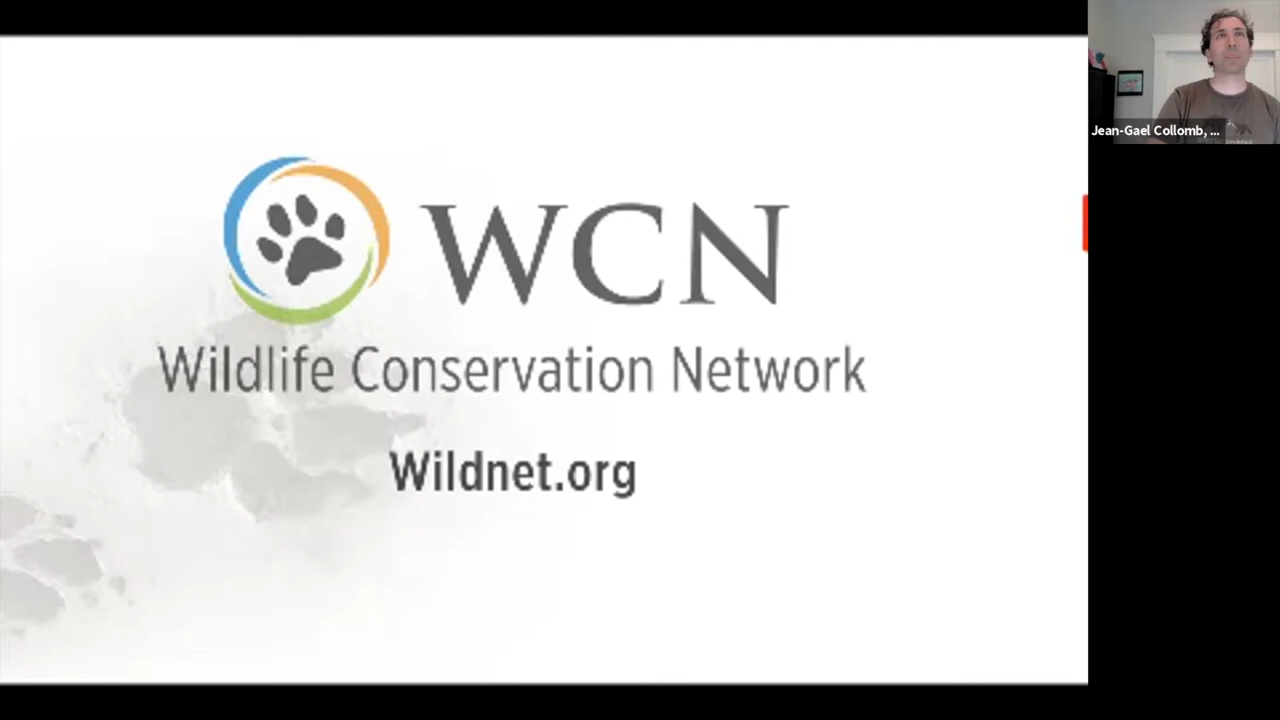 WCN
Wildlife Conservation Network
Wildnet.org
Jean-Gael Collomb, ...